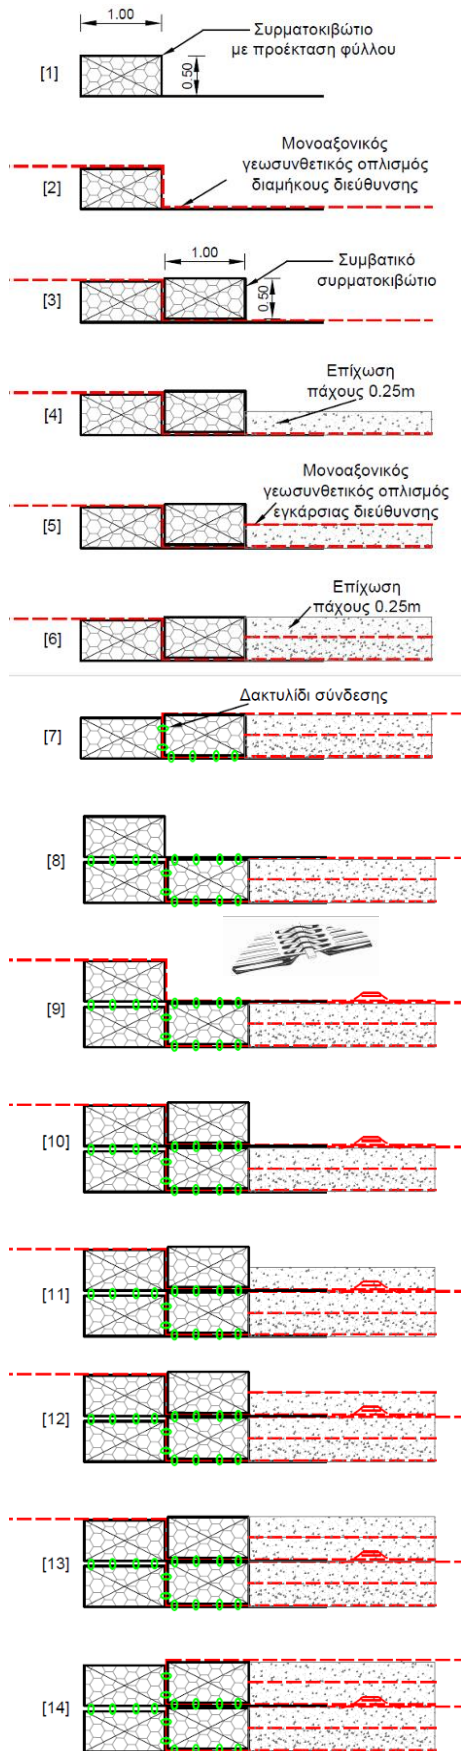 1.00
Συρματοκιβώτιο
με προέκταση φύλλου
[1]
0.50
Μονοαξονικός
γεωσυνθετικός οπλισμός
διαμήκους διεύθυνσης
[2]
1.00
Συμβατικό
συρματοκιβώτιο
[3]
0.50
Επίχωση
πάχους 0.25m
[4]
Μονοαξονικός
γεωσυνθετικός οπλισμός
εγκάρσιας διεύθυνσης
[5]
Επίχωση
πάχους 0.25m
[6]
Δακτυλίδι σύνδεσης
[7]
[8]
[9]
[10]
[11]
[12]
[13]
[14]